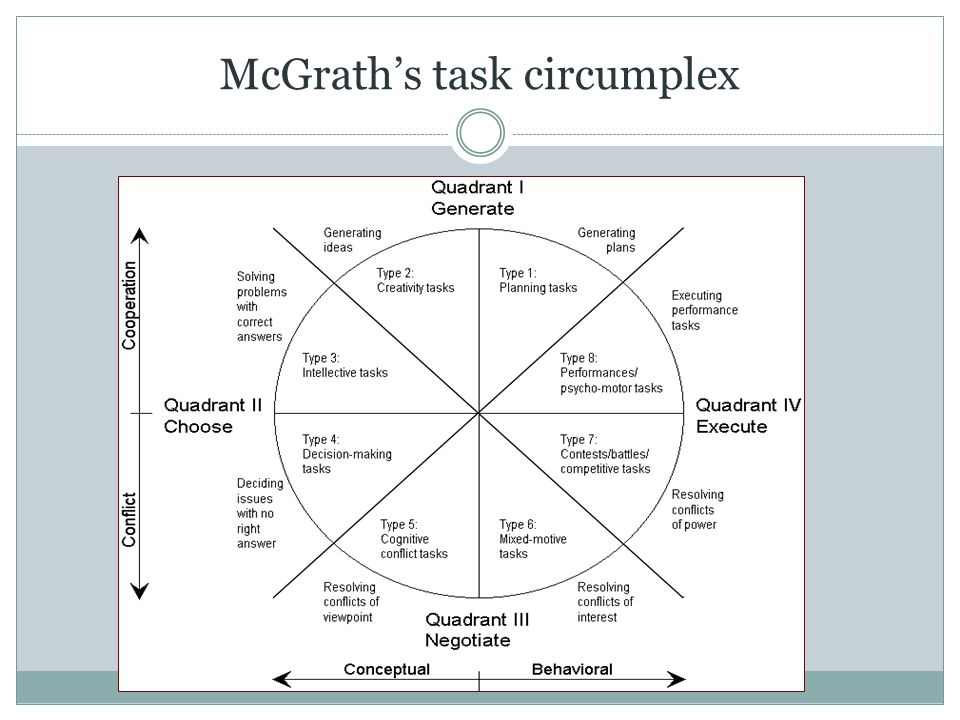 McGrath's task circumplex
Quadrant I
Generate
Generating
ideas
Generating
plans
Type 2:
Creativity tasks
Type 1:
Planning tasks
Solving
problems
with
correct
answers
Executing
performance
tasks
Cooperation
Type 3:
Intellective tasks
Type 8:
Performances/
psycho-motor tasks
Quadrant II
Choose
Quadrant IV
Execute
Type 4:
Decision-making
tasks
Type 7:
Contests/battles/
competitive tasks
Conflict
Deciding
issues
with no
right
answer
Resolving
conflicts
of power
Type 5:
Cognitive
conflict tasks
Type 6:
Mixed-motive
tasks
Resolving
conflicts of
viewpoint
Resolving
conflicts of
interest
Quadrant III
Negotiate
Conceptual
Behavioral